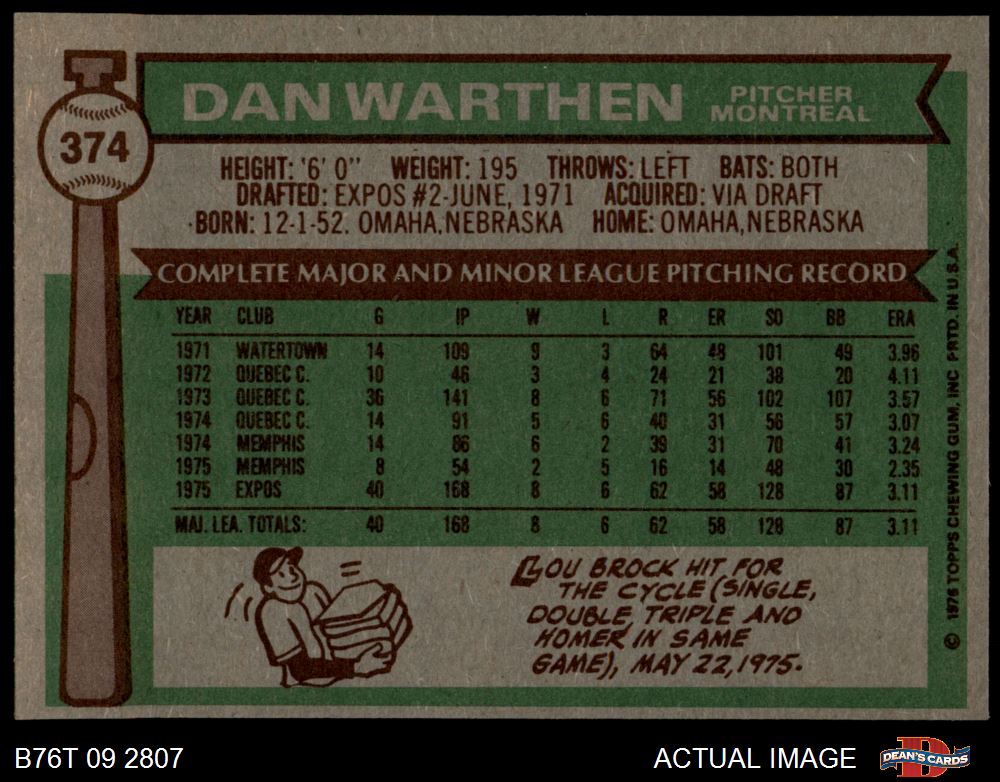 374
DAN WARTHEN PITCHER MONTREAL
HEIGHT: '6' 0" WEIGHT: 195 THROWS: LEFT BATS: BOTH
DRAFTED: EXPOS #2-JUNE, 1971 ACQUIRED: VIA DRAFT
BORN: 12-1-52. OMAHA, NEBRASKA HOME: OMAHA, NEBRASKA
COMPLETE MAJOR AND MINOR LEAGUE PITCHING RECORD
YEAR CLUB G IP W L R ER SO BB ERA
1971 WATERTOWN 14 109 9 3 64 48 101 49 3.96
1972 QUEBEC C. 10 46 3 4 24 21 38 20 4.11
1973 QUEBEC C. 36 141 8 6 71 56 102 107 3.57
1974 QUEBEC C. 14 91 5 6 40 31 56 57 3.07
1974 MEMPHIS 14 86 6 2 39 31 70 41 3.24
1975 MEMPHIS 8 54 2 5 16 14 48 30 2.35
1975 EXPOS 40 168 8 6 62 58 128 87 3.11
MAJ. LEA. TOTALS: 40 168 8 6 62 58 128 87 3.11
LOU BROCK HIT FOR
THE CYCLE (SINGLE,
DOUBLE, TRIPLE AND
HOMER IN SAME
GAME), MAY 22, 1975.
© 1976 TOPPS CHEWING GUM, INC PRTD. IN U.S.A.
B76T 09 2807 ACTUAL IMAGE DEAN'S CARDS